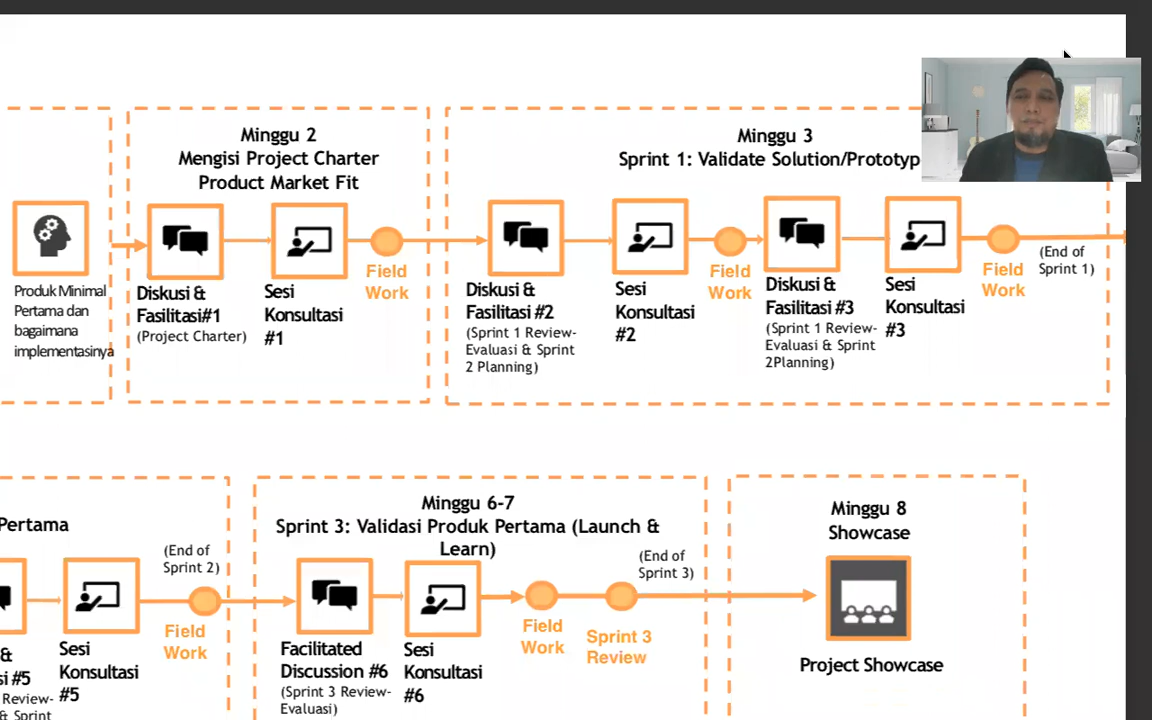 Minggu 2
Mengisi Project Charter
Product Market Fit
Minggu 3
Sprint 1: Validate Solution/Prototyp
Produk Minimal
Pertama dan
bagaimana
implementasinya
Diskusi &
Fasilitasi#1
(Project Charter)
Sesi
Konsultasi
#1
Field
Work
Diskusi &
Fasilitasi #2
(Sprint 1 Review-
Evaluasi & Sprint
2 Planning)
Sesi
Konsultasi
#2
Field
Work
Diskusi &
Fasilitasi #3
(Sprint 1 Review-
Evaluasi & Sprint
2Planning)
Sesi
Konsultasi
#3
Field
Work
(End of
Sprint 1)
Pertama
(End of
Sprint 2)
&
si #5
Review-
& Sprint
Sesi
Konsultasi
#5
Field
Work
Minggu 6-7
Sprint 3: Validasi Produk Pertama (Launch &
Learn)
(End of
Sprint 3)
Facilitated
Discussion #6
(Sprint 3 Review-
Evaluasi)
Sesi
Konsultasi
#6
Field
Work
Sprint 3
Review
Minggu 8
Showcase
Project Showcase